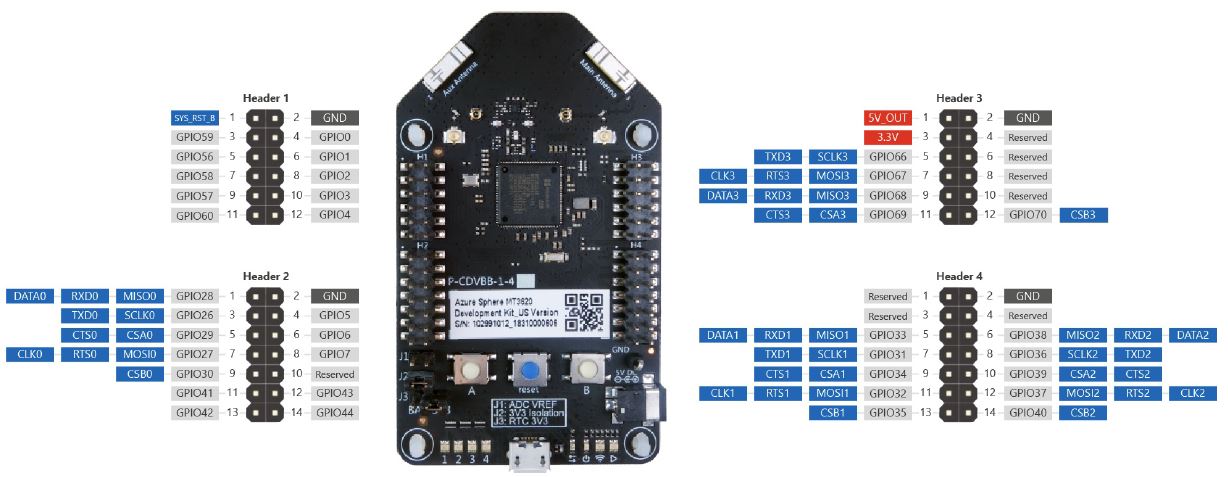 Header 1
SYS_RST_B 1 2 GND
GPIO59 3 4 GPIO0
GPIO56 5 6 GPIO1
GPIO58 7 8 GPIO2
GPIO57 9 10 GPIO3
GPIO60 11 12 GPIO4
Header 2
DATA0 RXD0 MISO0 GPIO28 1 2 GND
TXD0 SCLK0 GPIO26 3 4 GPIO5
CTS0 CSA0 GPIO29 5 6 GPIO6
CLK0 RTS0 MOSI0 GPIO27 7 8 GPIO7
CSB0 GPIO30 9 10 Reserved
GPIO41 11 12 GPIO43
GPIO42 13 14 GPIO44
Aux Antenna
Main Antenna
H1
H3
H2
H4
P-CDVBB-1-4
Azure Sphere MT3620
Development Kit_US Version
S/N: 102991012_18310000606
GND
J1
J2
J3
5V DC
A
reset
B
J1: ADC VREF
J2: 3V3 Isolation
J3: RTC 3V3
1 2 3 4
Header 3
5V_OUT 1 2 GND
3.3V 3 4 Reserved
TXD3 SCLK3 GPIO66 5 6 Reserved
CLK3 RTS3 MOSI3 GPIO67 7 8 Reserved
DATA3 RXD3 MISO3 GPIO68 9 10 Reserved
CTS3 CSA3 GPIO69 11 12 GPIO70 CSB3
Header 4
Reserved 1 2 GND
Reserved 3 4 Reserved
DATA1 RXD1 MISO1 GPIO33 5 6 GPIO38 MISO2 RXD2 DATA2
TXD1 SCLK1 GPIO31 7 8 GPIO36 SCLK2 TXD2
CTS1 CSA1 GPIO34 9 10 GPIO39 CSA2 CTS2
CLK1 RTS1 MOSI1 GPIO32 11 12 GPIO37 MOSI2 RTS2 CLK2
CSB1 GPIO35 13 14 GPIO40 CSB2